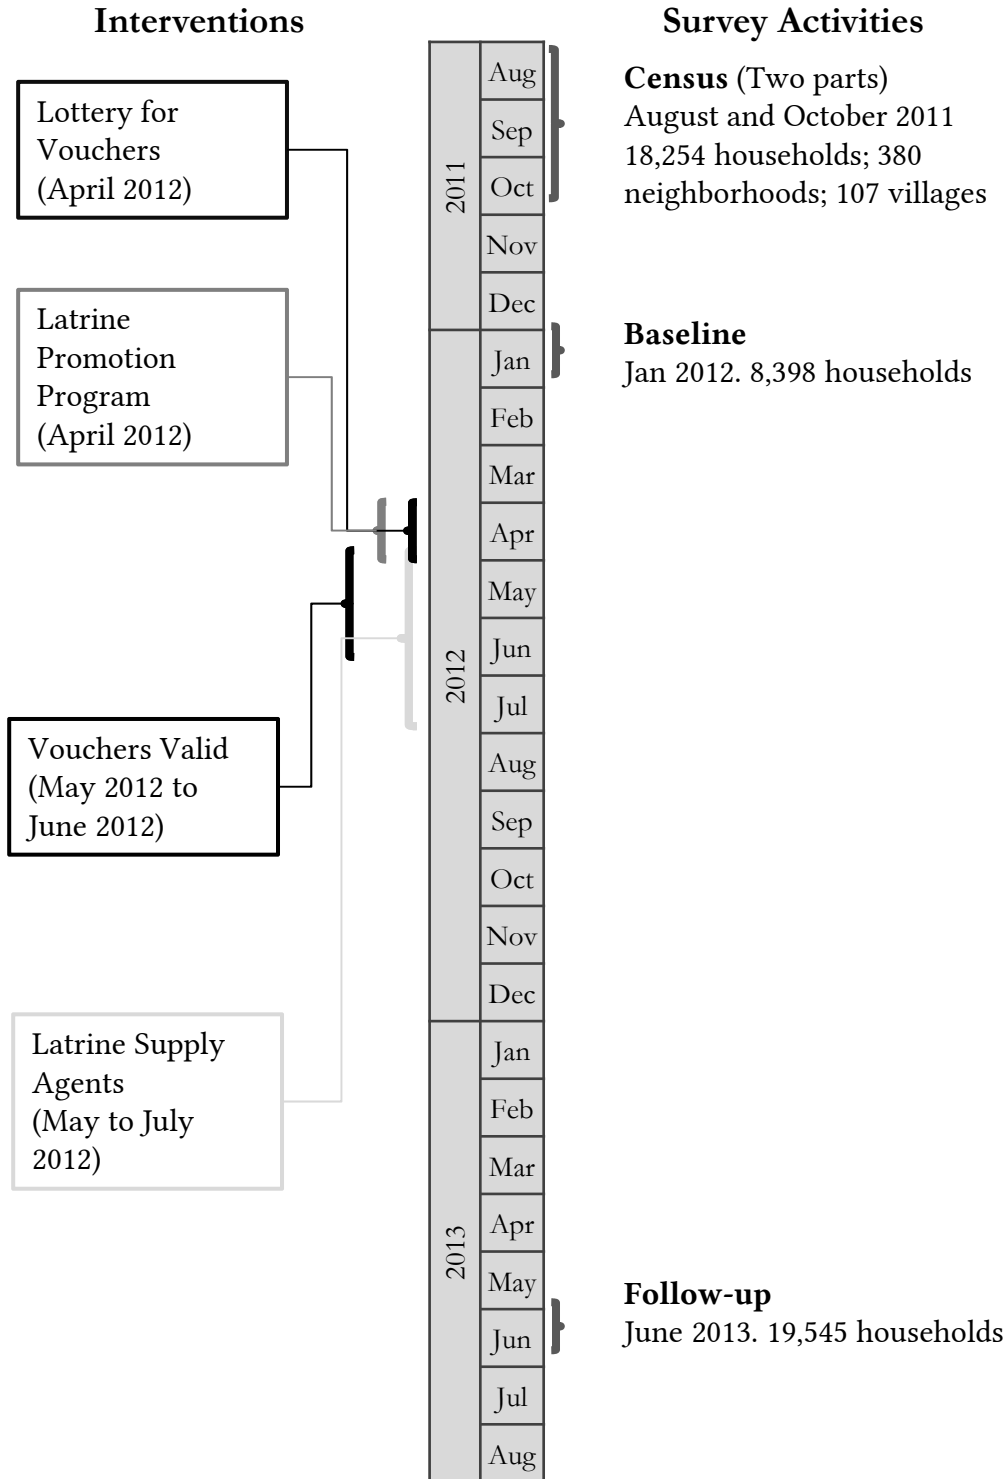 Interventions
Survey Activities
Lottery for
Vouchers
(April 2012)
Latrine
Promotion
Program
(April 2012)
Vouchers Valid
(May 2012 to
June 2012)
Latrine Supply
Agents
(May to July
2012)
2011
Aug
Sep
Oct
Nov
Dec
2012
Jan
Feb
Mar
Apr
May
Jun
Jul
Aug
Sep
Oct
Nov
Dec
2013
Jan
Feb
Mar
Apr
May
Jun
Jul
Aug
Census (Two parts)
August and October 2011
18,254 households; 380
neighborhoods; 107 villages
Baseline
Jan 2012. 8,398 households
Follow-up
June 2013. 19,545 households